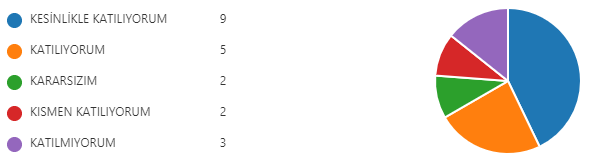 KESİNLİKLE KATILIYORUM 9
KATILIYORUM 5
KARARSIZIM 2
KISMEN KATILIYORUM 2
KATILMIYORUM 3